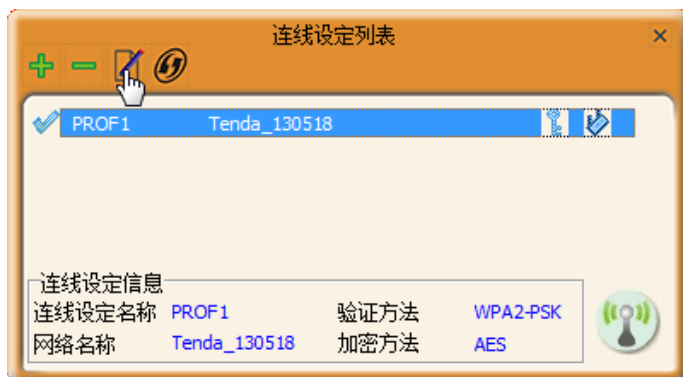 连线设定列表
PROF1 Tenda_130518
连线设定信息
连线设定名称 PROF1 验证方法 WPA2-PSK
网络名称 Tenda_130518 加密方法 AES